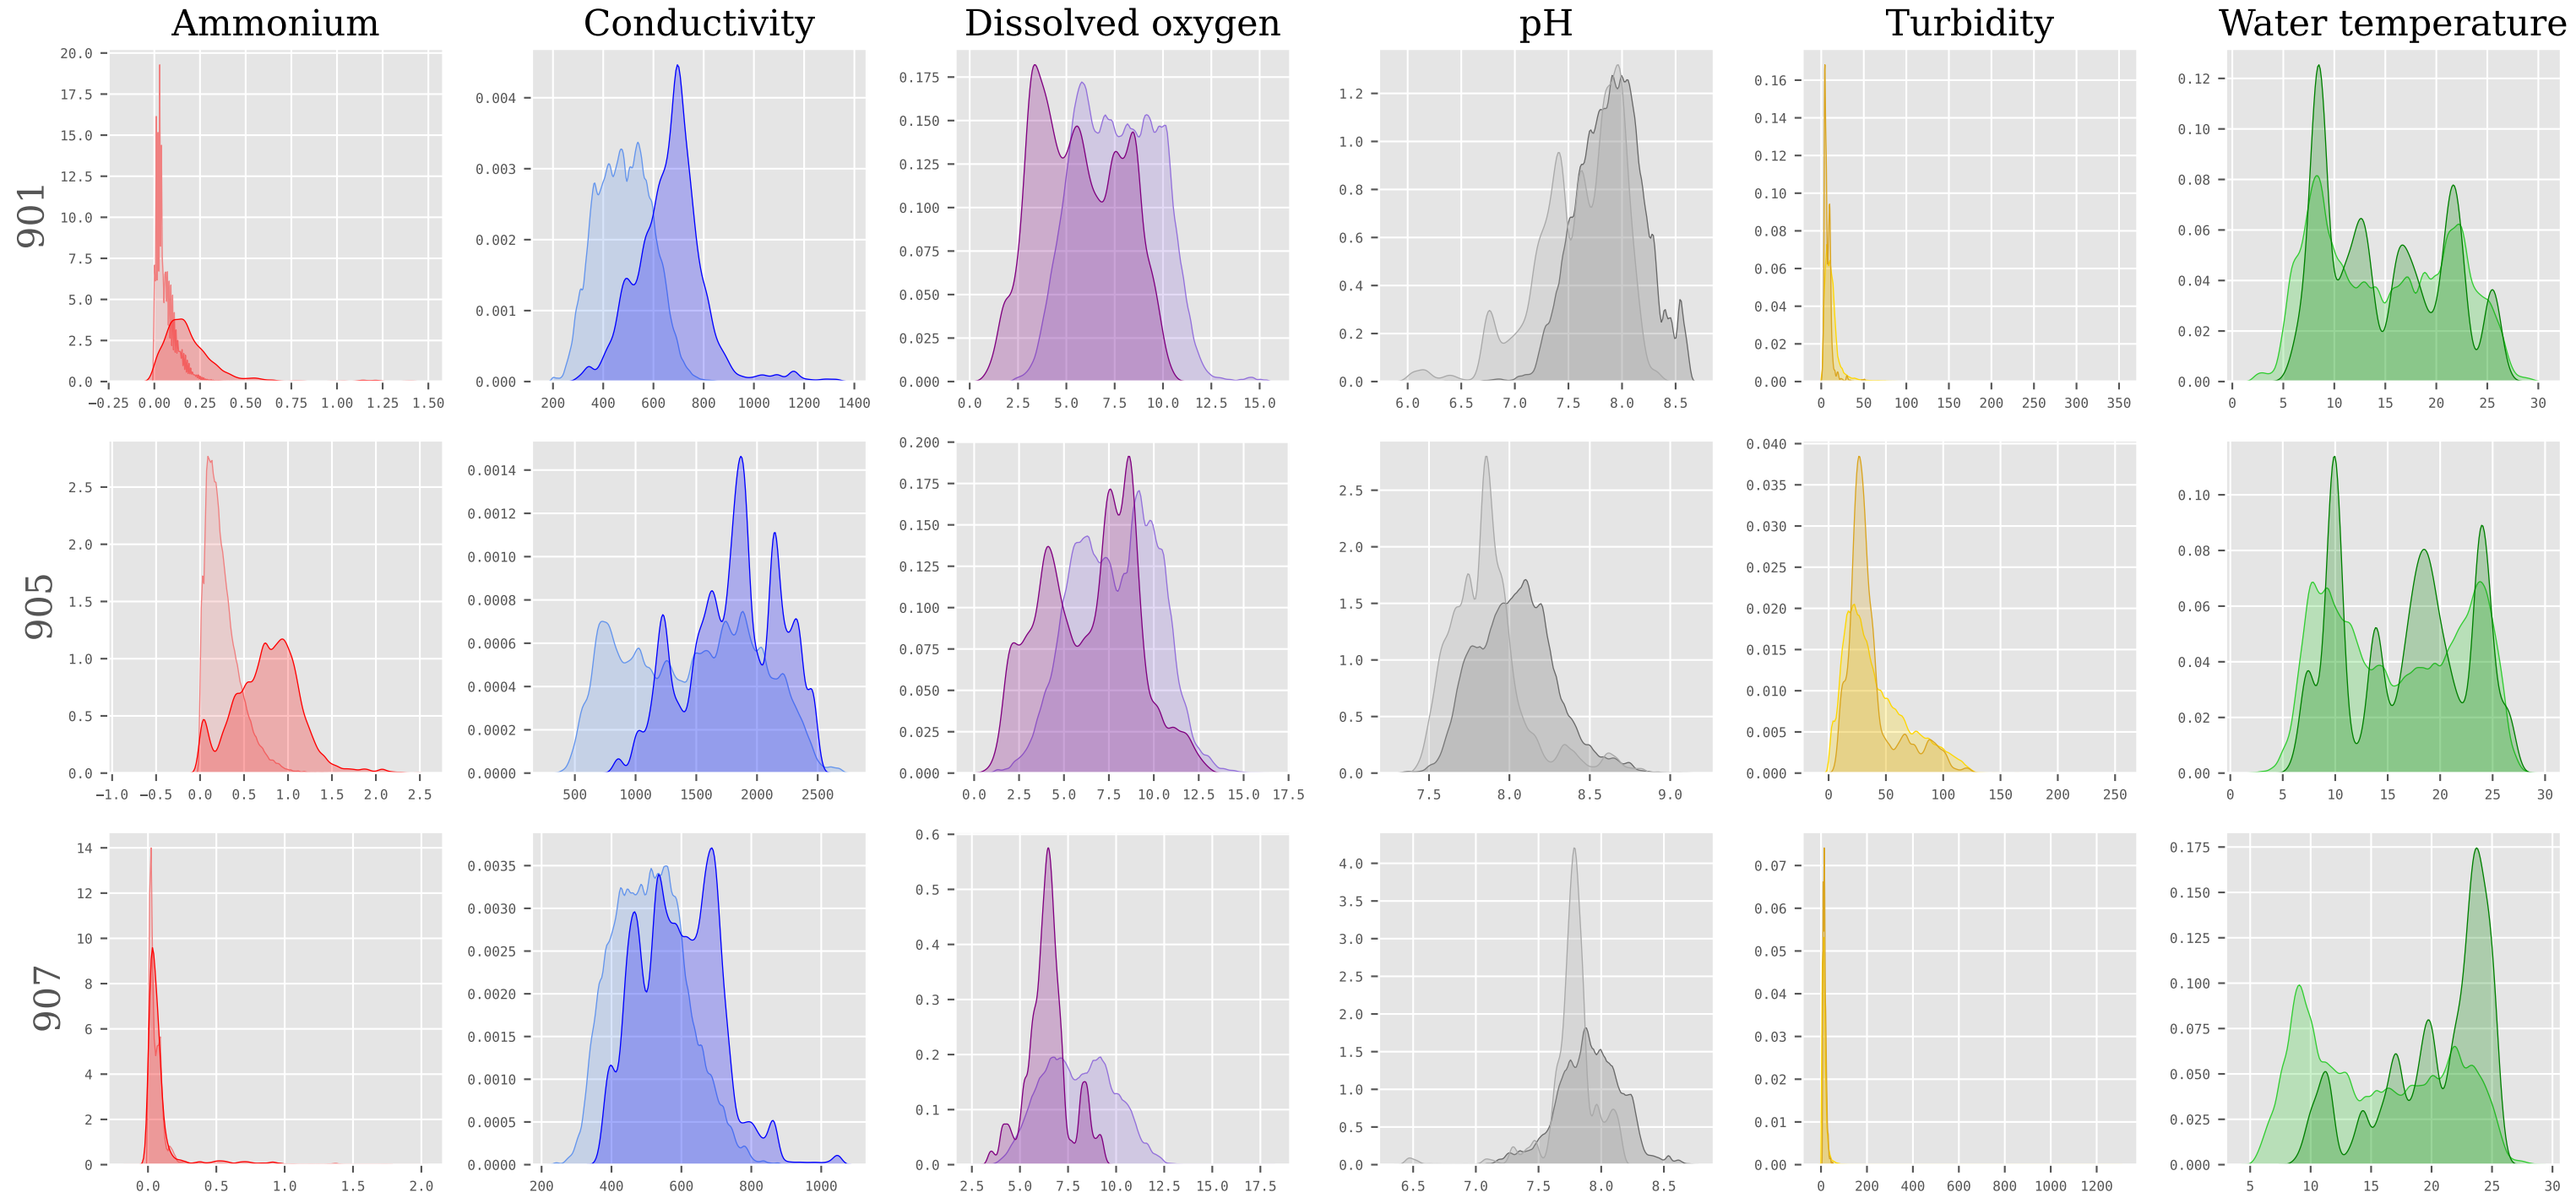 Ammonium Conductivity Dissolved oxygen pH Turbidity Water temperature
901
20.0 17.5 15.0 12.5 10.0 7.5 5.0 2.5 0.0
−0.25 0.00 0.25 0.50 0.75 1.00 1.25 1.50
0.004 0.003 0.002 0.001 0.000
200 400 600 800 1000 1200 1400
0.175 0.150 0.125 0.100 0.075 0.050 0.025 0.000
0.0 2.5 5.0 7.5 10.0 12.5 15.0
1.2 1.0 0.8 0.6 0.4 0.2 0.0
6.0 6.5 7.0 7.5 8.0 8.5
0.16 0.14 0.12 0.10 0.08 0.06 0.04 0.02 0.00
0 50 100 150 200 250 300 350
0.12 0.10 0.08 0.06 0.04 0.02 0.00
0 5 10 15 20 25 30
905
2.5 2.0 1.5 1.0 0.5 0.0
−1.0 −0.5 0.0 0.5 1.0 1.5 2.0 2.5
0.0014 0.0012 0.0010 0.0008 0.0006 0.0004 0.0002 0.0000
500 1000 1500 2000 2500
0.200 0.175 0.150 0.125 0.100 0.075 0.050 0.025 0.000
0.0 2.5 5.0 7.5 10.0 12.5 15.0 17.5
2.5 2.0 1.5 1.0 0.5 0.0
7.5 8.0 8.5 9.0
0.040 0.035 0.030 0.025 0.020 0.015 0.010 0.005 0.000
0 50 100 150 200 250
0.10 0.08 0.06 0.04 0.02 0.00
0 5 10 15 20 25 30
907
14 12 10 8 6 4 2 0
0.0 0.5 1.0 1.5 2.0
0.0035 0.0030 0.0025 0.0020 0.0015 0.0010 0.0005 0.0000
200 400 600 800 1000
0.6 0.5 0.4 0.3 0.2 0.1 0.0
2.5 5.0 7.5 10.0 12.5 15.0 17.5
4.0 3.5 3.0 2.5 2.0 1.5 1.0 0.5 0.0
6.5 7.0 7.5 8.0 8.5
0.07 0.06 0.05 0.04 0.03 0.02 0.01 0.00
0 200 400 600 800 1000 1200
0.175 0.150 0.125 0.100 0.075 0.050 0.025 0.000
5 10 15 20 25 30